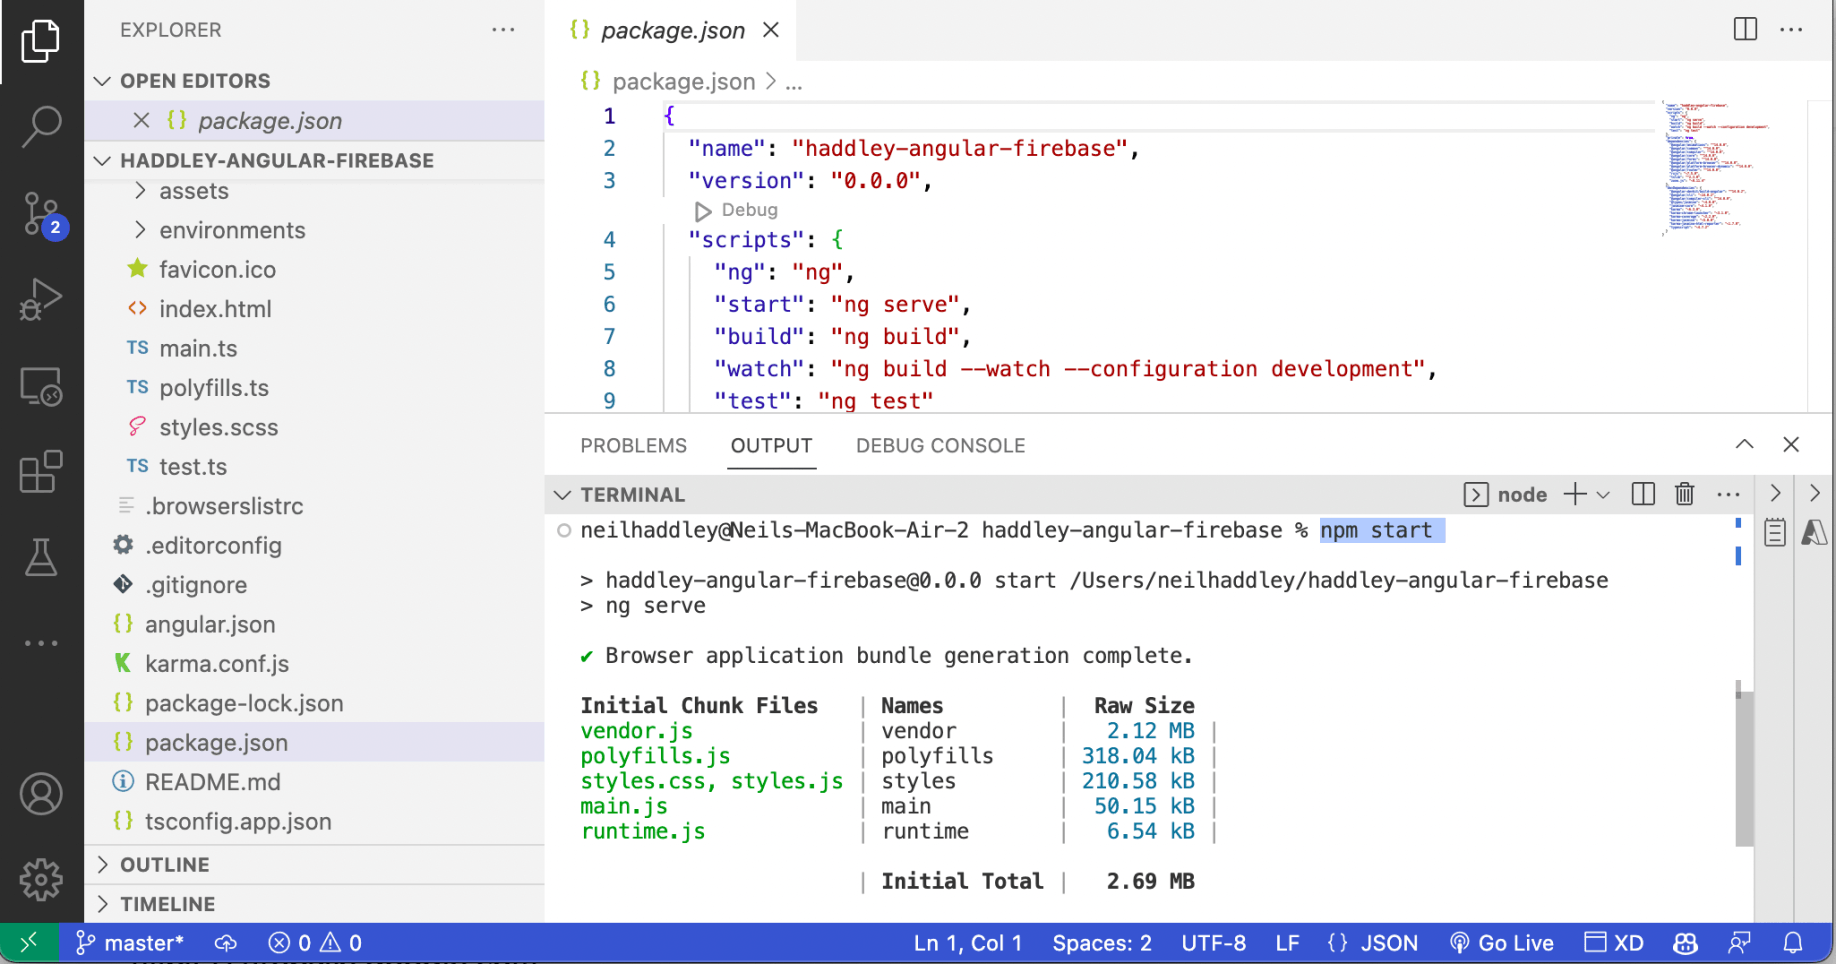 EXPLORER
OPEN EDITORS
package.json
HADDLEY-ANGULAR-FIREBASE
assets
environments
favicon.ico
index.html
TS main.ts
TS polyfills.ts
styles.scss
TS test.ts
.browserslistrc
.editorconfig
.gitignore
{} angular.json
karma.conf.js
{} package-lock.json
{} package.json
README.md
{} tsconfig.app.json
OUTLINE
TIMELINE
2
{} package.json
{} package.json > ...
1 {
2 "name": "haddley-angular-firebase",
3 "version": "0.0.0",
Debug
4 "scripts": {
5 "ng": "ng",
6 "start": "ng serve",
7 "build": "ng build",
8 "watch": "ng build --watch --configuration development",
9 "test": "ng test"
PROBLEMS OUTPUT DEBUG CONSOLE
TERMINAL node
neilhaddley@Neils-MacBook-Air-2 haddley-angular-firebase % npm start
> haddley-angular-firebase@0.0.0 start /Users/neilhaddley/haddley-angular-firebase
> ng serve
✔ Browser application bundle generation complete.
Initial Chunk Files | Names | Raw Size
vendor.js | vendor | 2.12 MB |
polyfills.js | polyfills | 318.04 kB |
styles.css, styles.js | styles | 210.58 kB |
main.js | main | 50.15 kB |
runtime.js | runtime | 6.54 kB |
| Initial Total | 2.69 MB
master* 0 0 Ln 1, Col 1 Spaces: 2 UTF-8 LF {} JSON Go Live XD